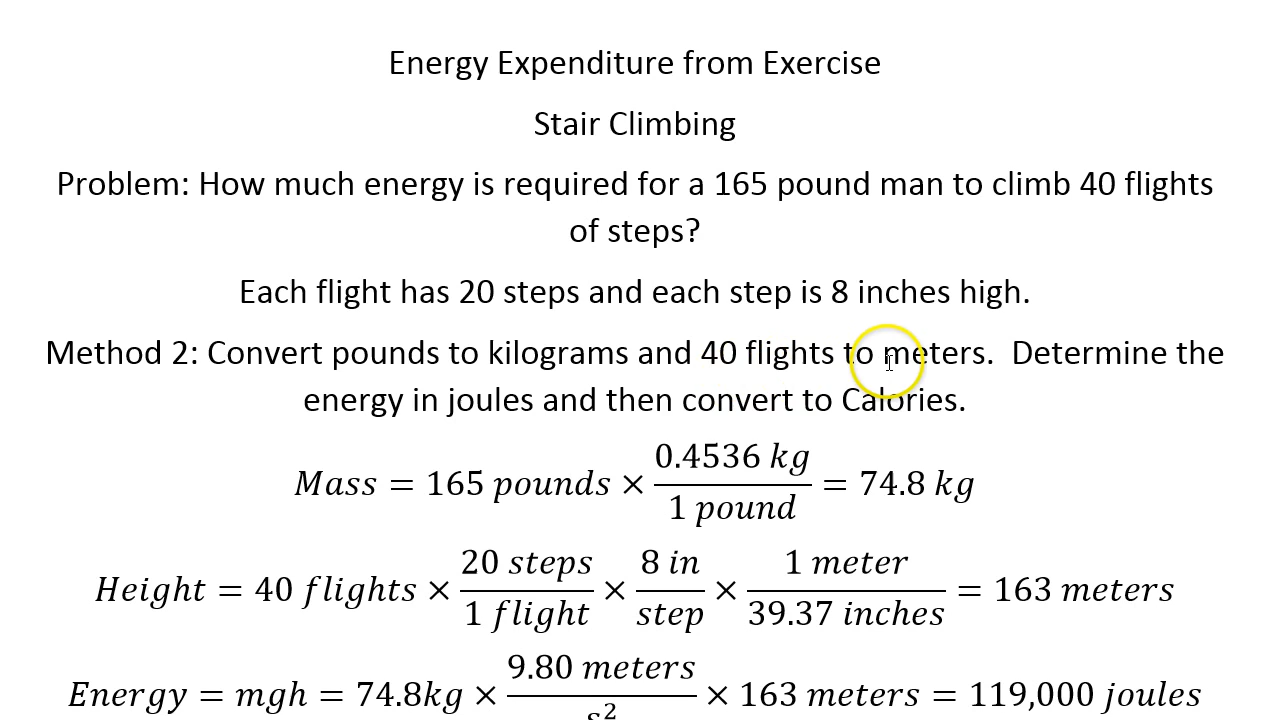 Energy Expenditure from Exercise
Stair Climbing
Problem: How much energy is required for a 165 pound man to climb 40 flights
of steps?
Each flight has 20 steps and each step is 8 inches high.
Method 2: Convert pounds to kilograms and 40 flights to meters.  Determine the
energy in joules and then convert to Calories.
Mass = 165 pounds × 0.4536 kg / 1 pound = 74.8 kg
Height = 40 flights × 20 steps / 1 flight × 8 in / step × 1 meter / 39.37 inches = 163 meters
Energy = mgh = 74.8kg × 9.80 meters / s² × 163 meters = 119,000 joules